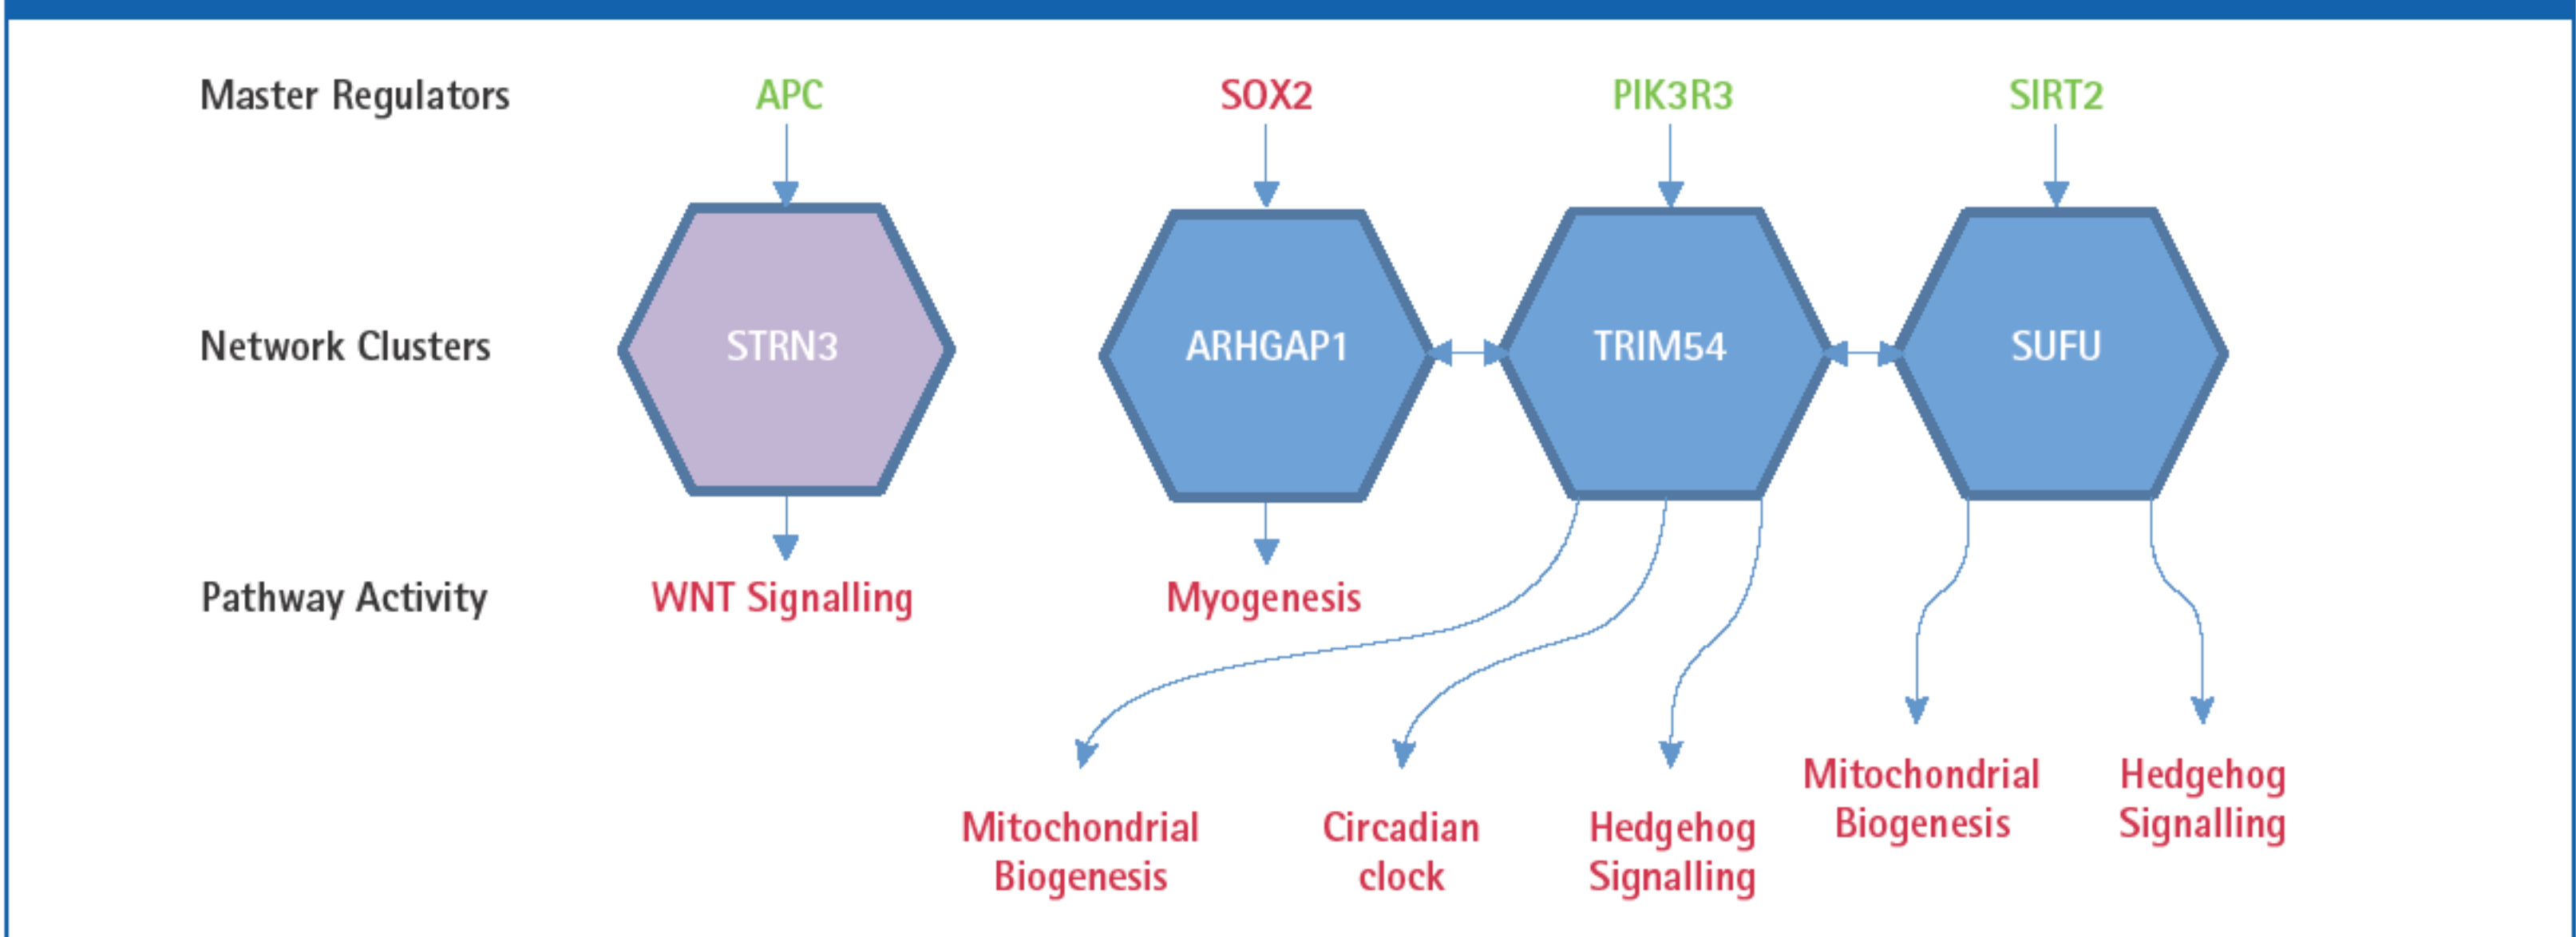 Master Regulators
APC
SOX2
PIK3R3
SIRT2
Network Clusters
STRN3
ARHGAP1
TRIM54
SUFU
Pathway Activity
WNT Signalling
Myogenesis
Mitochondrial
Biogenesis
Circadian
clock
Hedgehog
Signalling
Mitochondrial
Biogenesis
Hedgehog
Signalling